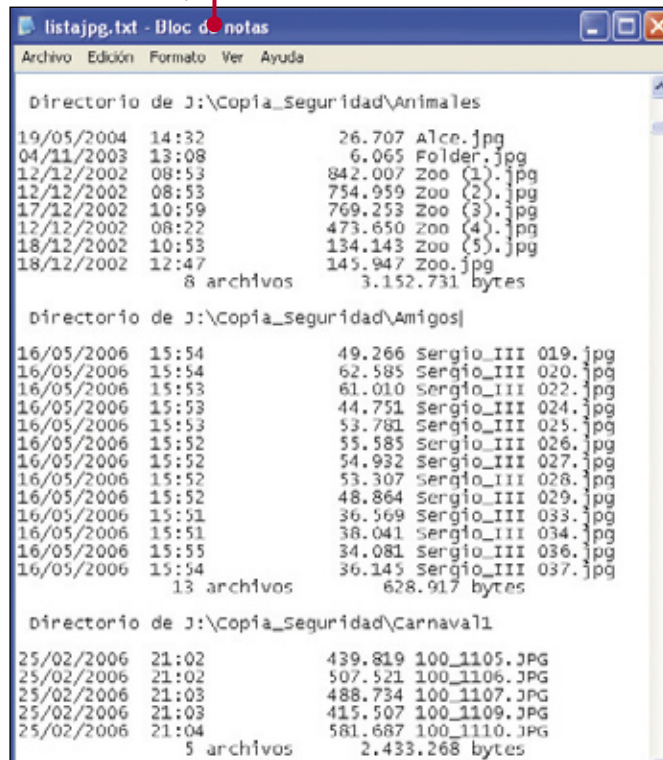 listajpg.txt - Bloc de notas
Archivo Edición Formato Ver Ayuda
Directorio de J:\Copia_Seguridad\Animales
19/05/2004 14:32 26.707 Alce.jpg
04/11/2003 13:08 6.065 Folder.jpg
12/12/2002 08:53 842.007 Zoo (1).jpg
12/12/2002 08:53 754.959 Zoo (2).jpg
17/12/2002 10:59 769.253 Zoo (3).jpg
12/12/2002 08:22 473.650 Zoo (4).jpg
18/12/2002 10:53 134.143 Zoo (5).jpg
18/12/2002 12:47 145.947 Zoo.jpg
8 archivos 3.152.731 bytes
Directorio de J:\Copia_Seguridad\Amigos
16/05/2006 15:54 49.266 Sergio_III 019.jpg
16/05/2006 15:54 62.585 Sergio_III 020.jpg
16/05/2006 15:53 61.010 Sergio_III 022.jpg
16/05/2006 15:53 44.751 Sergio_III 024.jpg
16/05/2006 15:53 53.781 Sergio_III 025.jpg
16/05/2006 15:52 55.585 Sergio_III 026.jpg
16/05/2006 15:52 54.932 Sergio_III 027.jpg
16/05/2006 15:52 53.307 Sergio_III 028.jpg
16/05/2006 15:52 48.864 Sergio_III 029.jpg
16/05/2006 15:51 36.569 Sergio_III 033.jpg
16/05/2006 15:51 38.041 Sergio_III 034.jpg
16/05/2006 15:55 34.081 Sergio_III 036.jpg
16/05/2006 15:54 36.145 Sergio_III 037.jpg
13 archivos 628.917 bytes
Directorio de J:\Copia_Seguridad\Carnaval1
25/02/2006 21:02 439.819 100_1105.JPG
25/02/2006 21:02 507.521 100_1106.JPG
25/02/2006 21:03 488.734 100_1107.JPG
25/02/2006 21:03 415.507 100_1109.JPG
25/02/2006 21:04 581.687 100_1110.JPG
5 archivos 2.433.268 bytes